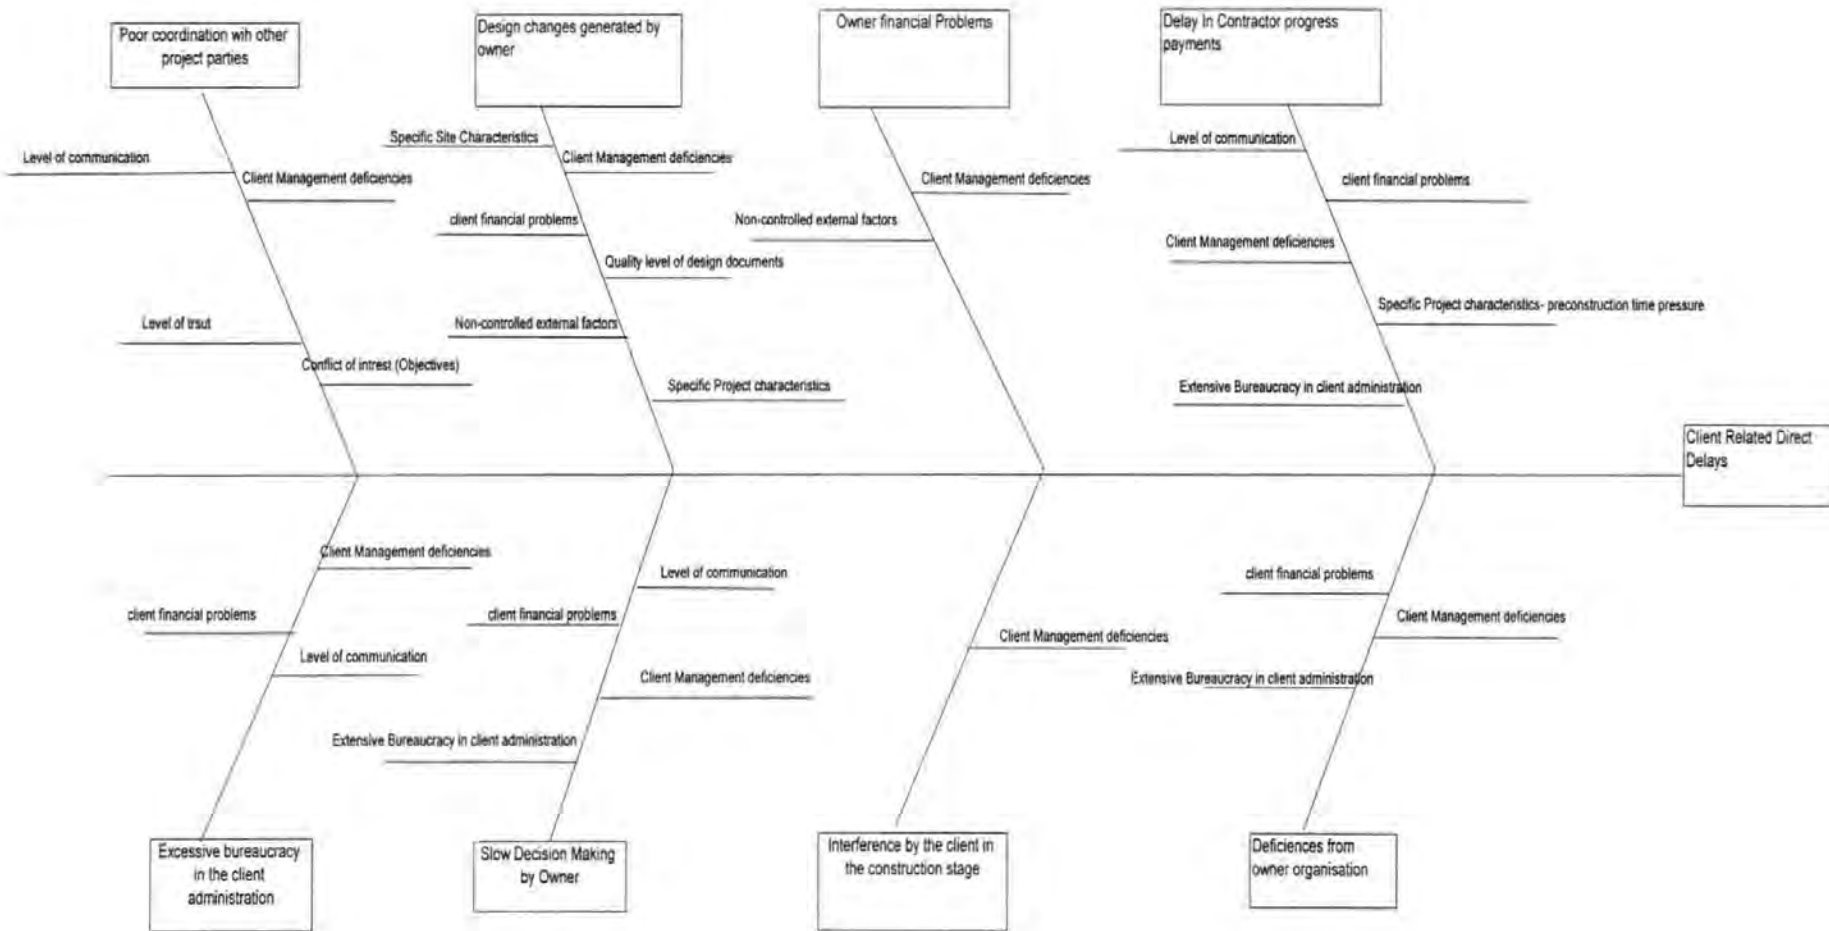 Poor coordination wih other
project parties
Design changes generated by
owner
Owner financial Problems
Delay In Contractor progress
payments
Level of communication
Client Management deficiencies
Level of trsut
Conflict of intrest (Objectives)
Specific Site Characteristics
Client Management deficiencies
client financial problems
Quality level of design documents
Non-controlled external factors
Specific Project characteristics
Client Management deficiencies
Non-controlled external factors
Level of communication
client financial problems
Client Management deficiencies
Specific Project characteristics- preconstruction time pressure
Extensive Bureaucracy in client administration
Client Related Direct
Delays
Client Management deficiencies
client financial problems
Level of communication
Level of communication
client financial problems
Client Management deficiencies
Extensive Bureaucracy in client administration
Client Management deficiencies
client financial problems
Client Management deficiencies
Extensive Bureaucracy in client administration
Excessive bureaucracy
in the client
administration
Slow Decision Making
by Owner
Interference by the client in
the construction stage
Deficiences from
owner organisation